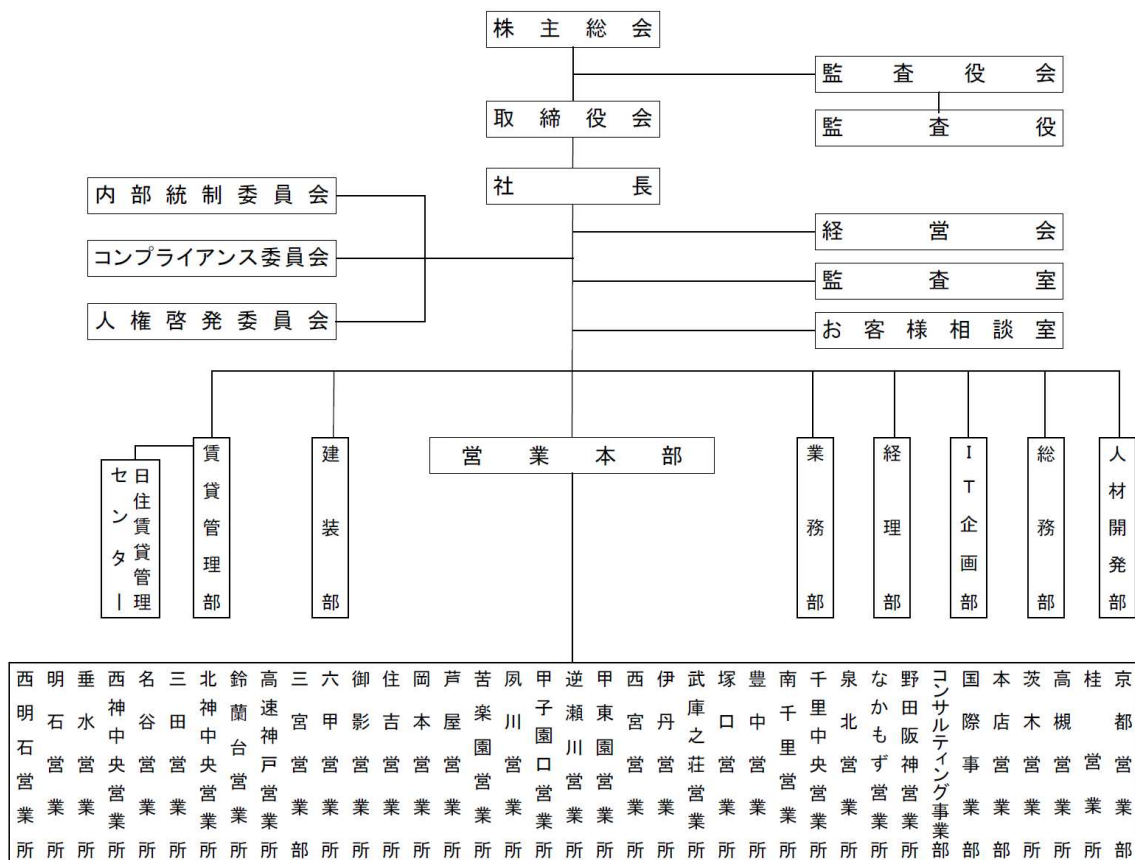 株主総会
監査役会
取締役会
監査役
社長
内部統制委員会
経営会
コンプライアンス委員会
監査室
人権啓発委員会
お客様相談室
日住賃貸管理
センター
賃貸管理部
建装部
営業本部
業務部
経理部
IT企画部
総務部
人材開発部
西明石営業所
明石営業所
垂水営業所
西神中央営業所
名谷営業所
三田営業所
北神中央営業所
鈴蘭台営業所
高速神戸営業所
三宮営業部
六甲営業所
御影営業所
住吉営業所
岡本営業所
芦屋営業所
苦楽園営業所
夙川営業所
甲子園口営業所
逆瀬川営業所
甲東園営業所
西宮営業所
伊丹営業所
武庫之荘営業所
塚口営業所
豊中営業所
南千里営業所
千里中央営業所
泉北営業所
なかもず営業所
野田阪神営業所
コンサルティング事業部
国際事業部
本店営業部
茨木営業所
高槻営業所
桂営業所
京都営業部